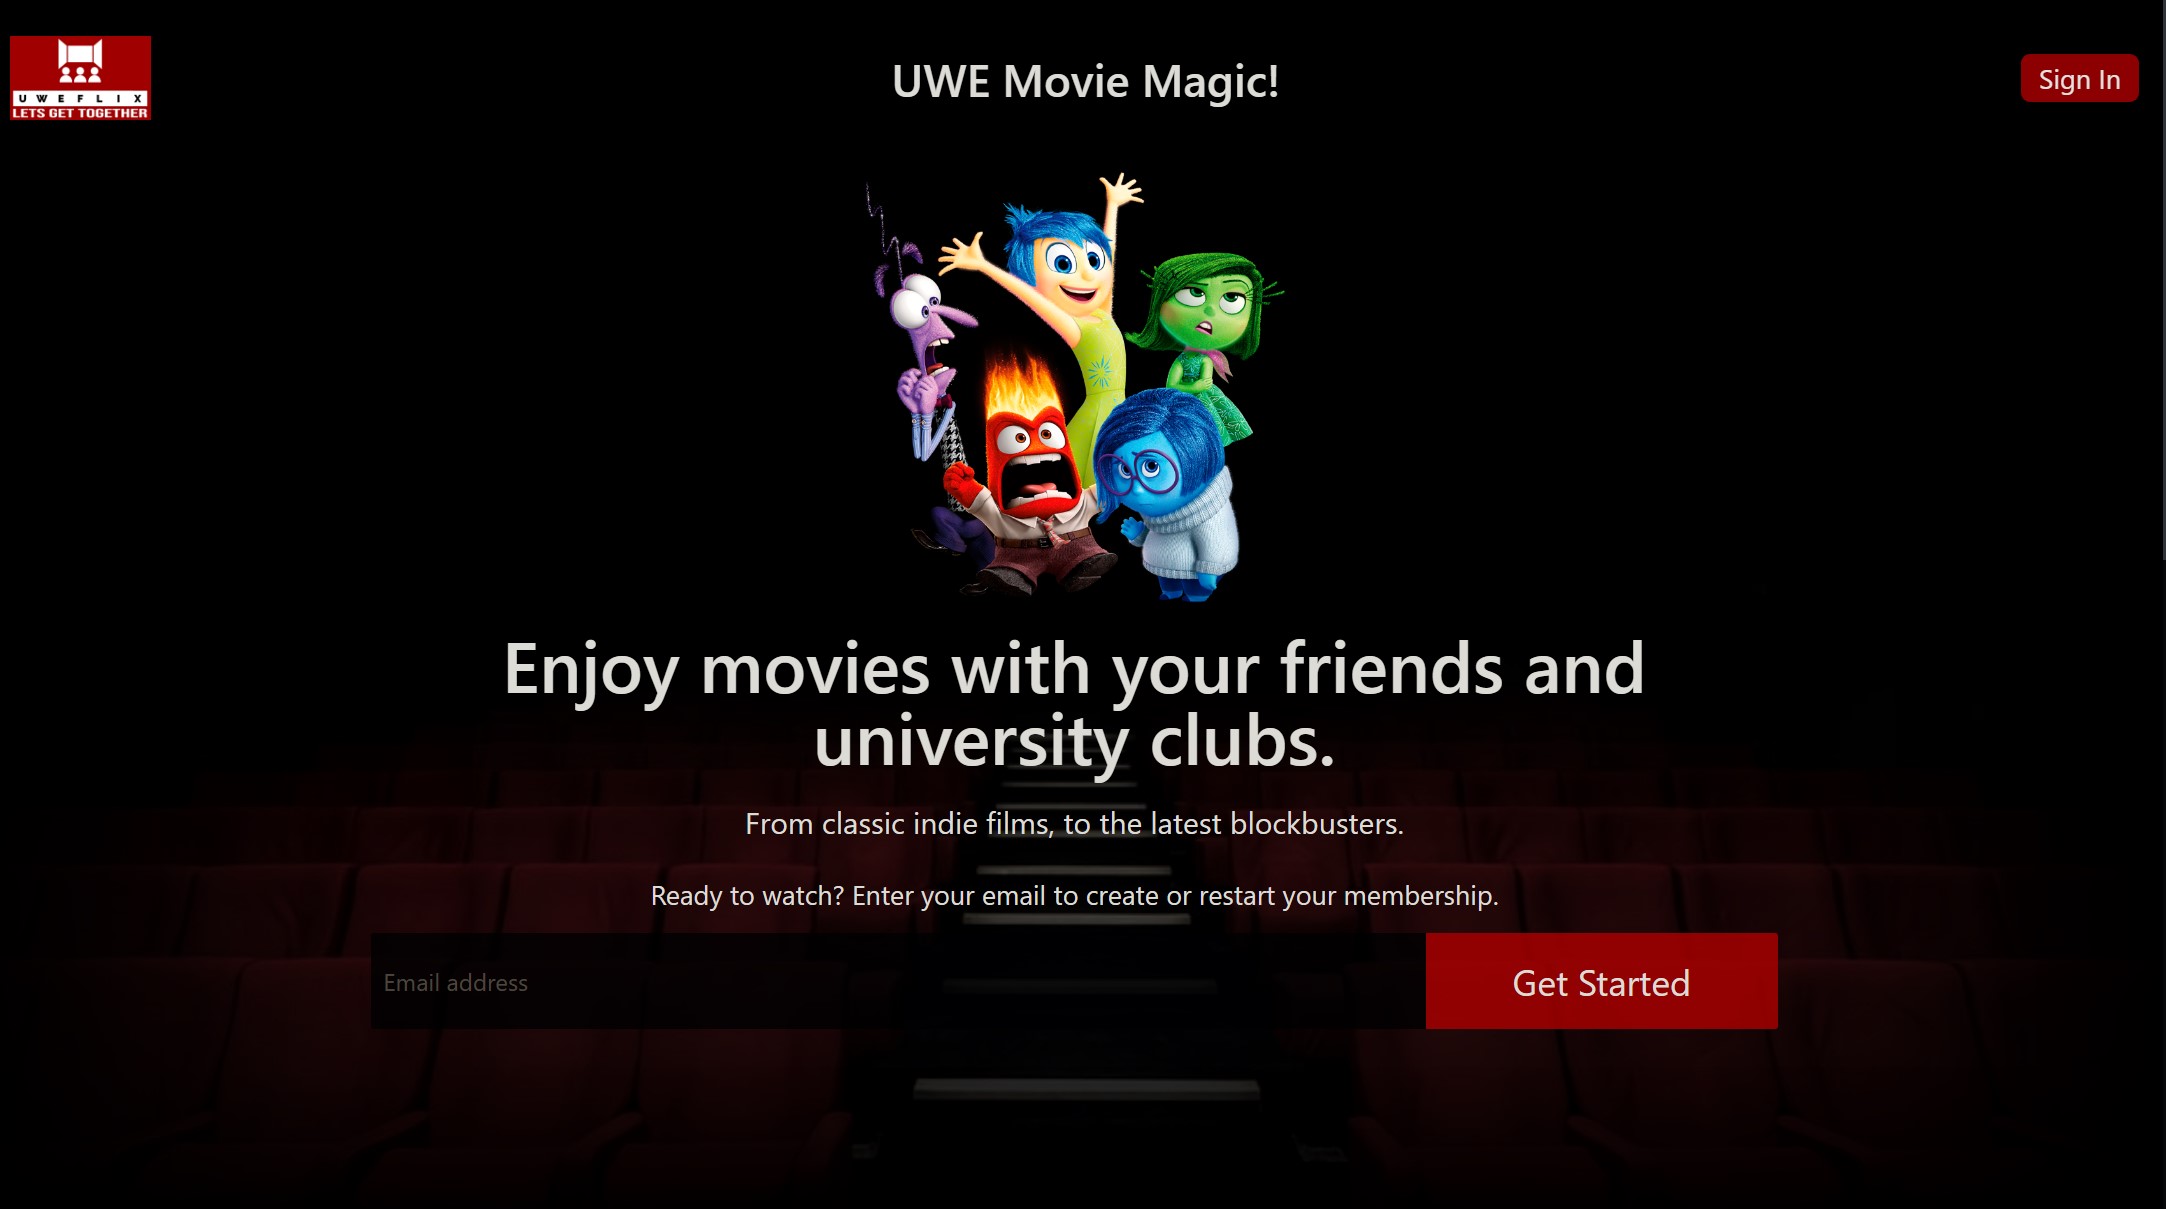 UWEFLIX
LETS GET TOGETHER
UWE Movie Magic!
Sign In
Enjoy movies with your friends and
university clubs.
From classic indie films, to the latest blockbusters.
Ready to watch? Enter your email to create or restart your membership.
Email address
Get Started